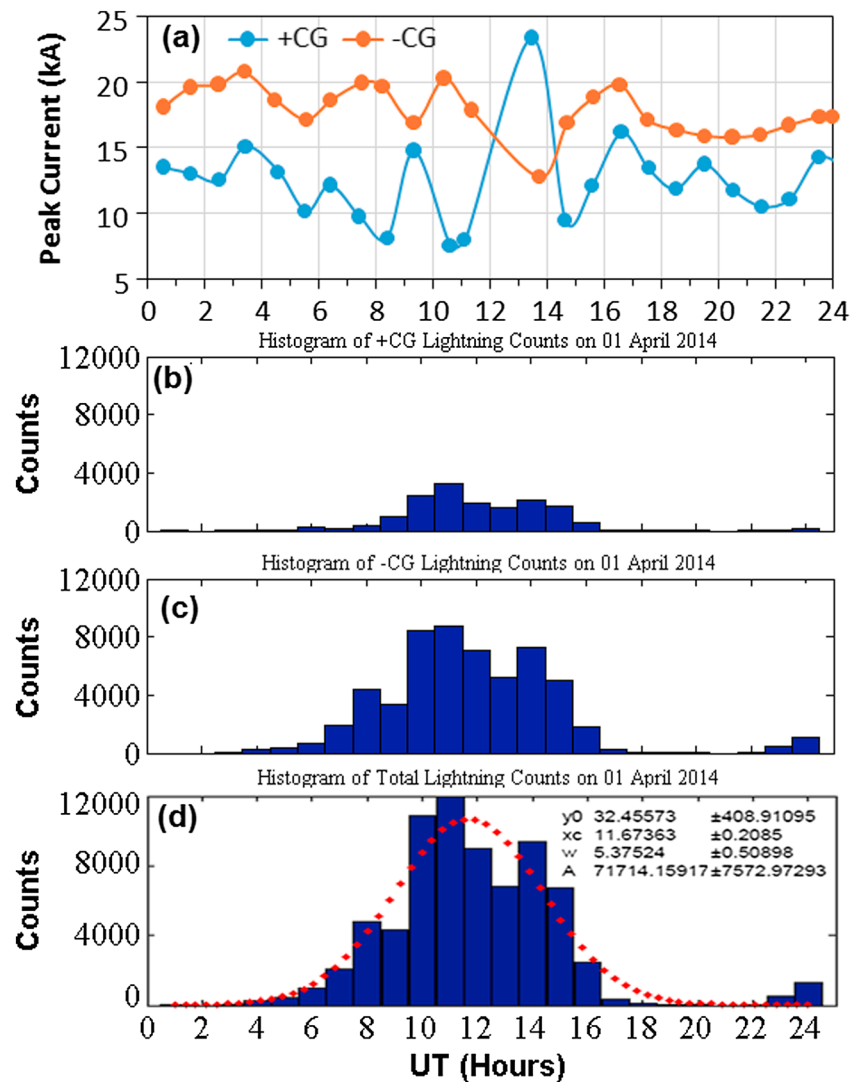 (a)
+CG -CG
Peak Current (kA)
25
20
15
10
5
0 2 4 6 8 10 12 14 16 18 20 22 24
Histogram of +CG Lightning Counts on 01 April 2014
(b)
Counts
12000
8000
4000
0
Histogram of -CG Lightning Counts on 01 April 2014
(c)
Counts
12000
8000
4000
0
Histogram of Total Lightning Counts on 01 April 2014
(d)
Counts
12000
8000
4000
0
y0 32.45573 ±408.91095
xc 11.67363 ±0.2085
w 5.37524 ±0.50898
A 71714.15917±7572.97293
0 2 4 6 8 10 12 14 16 18 20 22 24
UT (Hours)